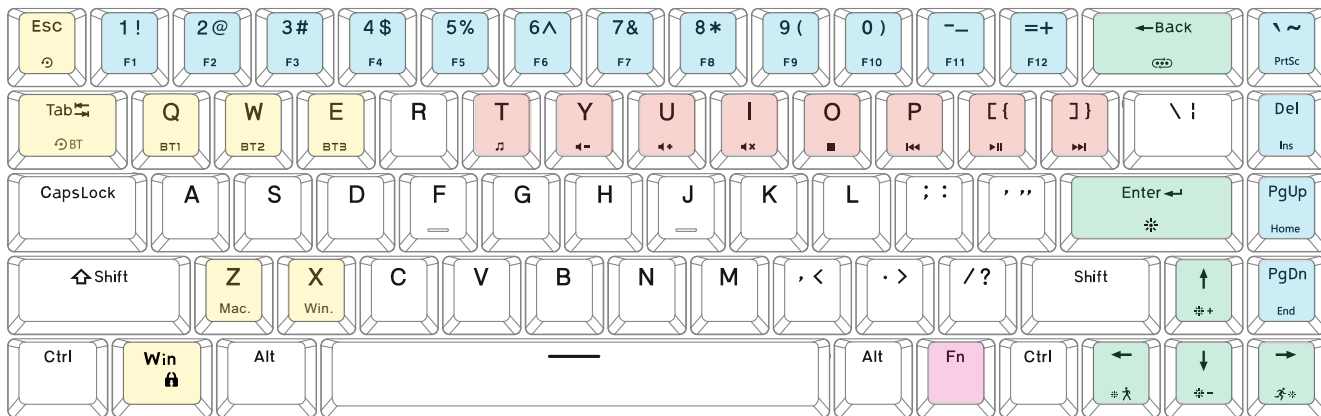 Esc 1! 2@ 3# 4$ 5% 6^ 7& 8* 9( 0) -_ =+ ←Back `~
F1 F2 F3 F4 F5 F6 F7 F8 F9 F10 F11 F12 PrtSc
Tab Q W E R T Y U I O P [{ ]} \¦ Del
BT BT1 BT2 BT3 Ins
CapsLock A S D F G H J K L ;: ' ,, Enter PgUp
Home
Shift Z X C V B N M ,< .> /? Shift ↑ PgDn
Mac. Win. + End
Ctrl Win Alt Alt Fn Ctrl ← ↓ →
-